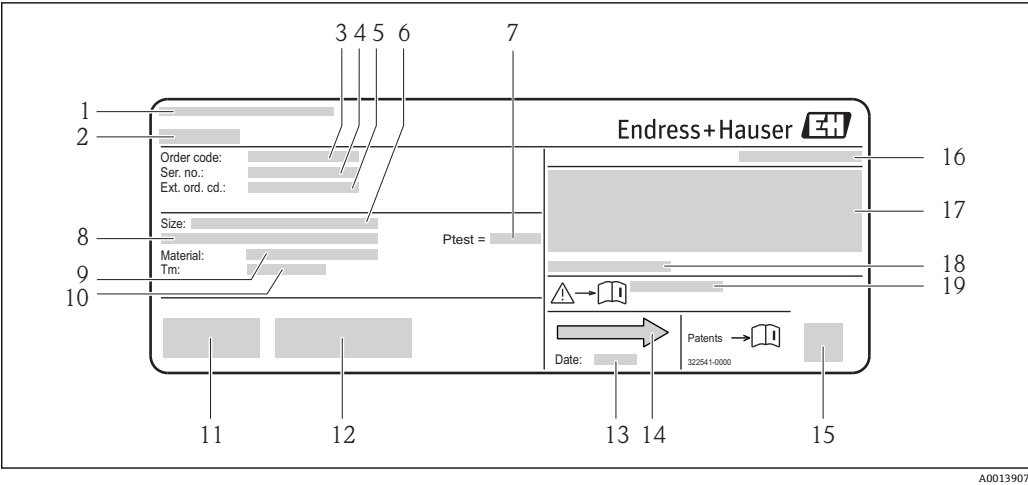 3 4 5 6 7
1
2
Endress+Hauser EH
Order code:
Ser. no.:
Ext. ord. cd.:
16
17
Size:
8
Ptest =
Material:
9
Tm:
10
18
19
Patents
Date:
322541-0000
11 12 13 14 15
A0013907